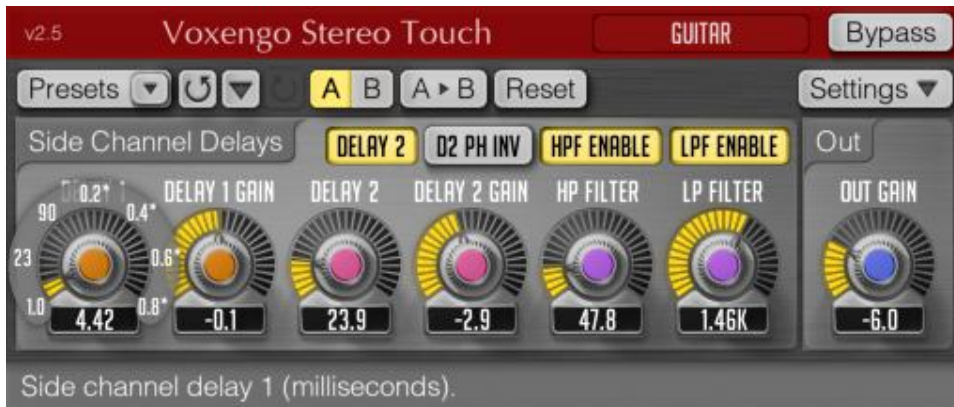 v2.5 Voxengo Stereo Touch GUITAR Bypass
Presets A B A ▸ B Reset Settings
Side Channel Delays DELAY 2 D2 PH INV HPF ENABLE LPF ENABLE Out
DELAY 1 GAIN DELAY 2 DELAY 2 GAIN HP FILTER LP FILTER OUT GAIN
0.2*
90 0.4*
23 0.6*
1.0 0.8*
4.42 -0.1 23.9 -2.9 47.8 1.46K -6.0
Side channel delay 1 (milliseconds).